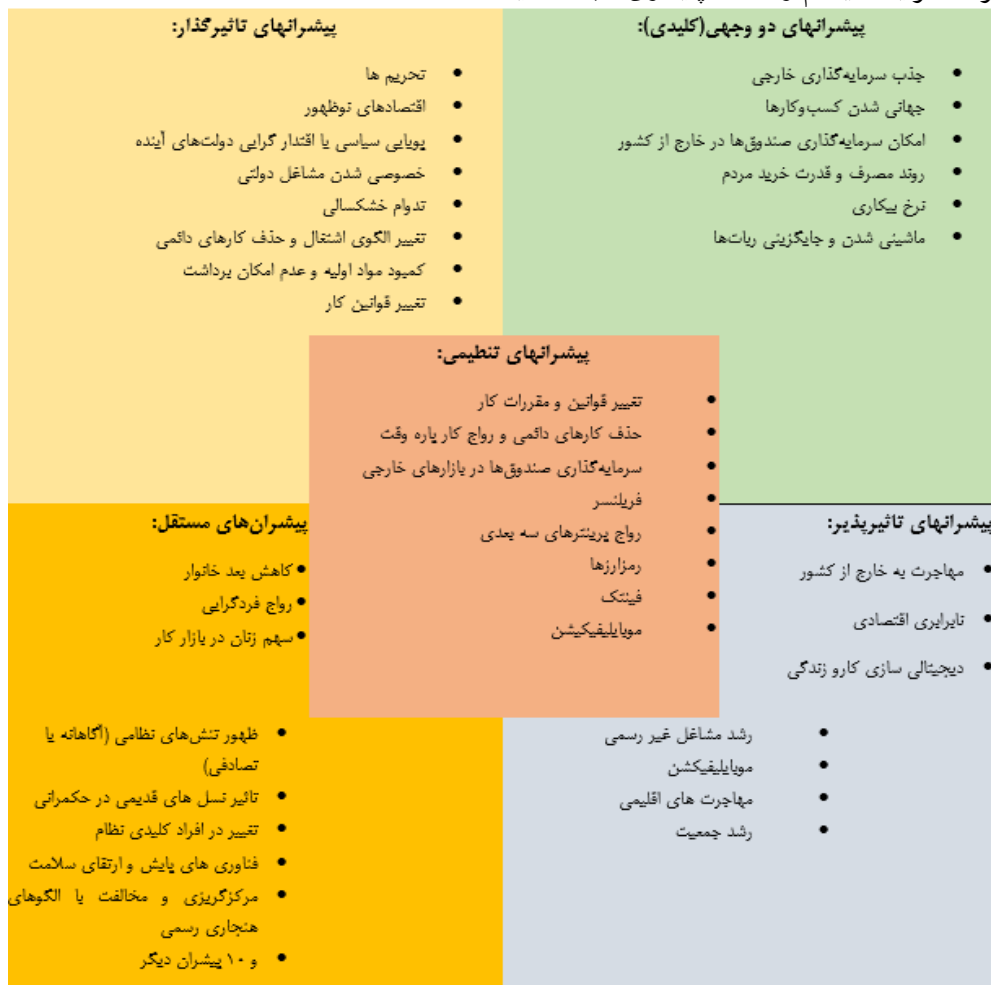 پیشرانهای دو وجهی(کلیدی):
• جذب سرمایه‌گذاری خارجی
• جهانی شدن کسب‌وکارها
• امکان سرمایه‌گذاری صندوق‌ها در خارج از کشور
• روند مصرف و قدرت خرید مردم
• نرخ بیکاری
• ماشینی شدن و جایگزینی ربات‌ها
پیشرانهای تاثیرگذار:
• تحریم ها
• اقتصادهای نوظهور
• پویایی سیاسی یا اقتدار گرایی دولت‌های آینده
• خصوصی شدن مشاغل دولتی
• تدوام خشکسالی
• تغییر الگوی اشتغال و حذف کارهای دائمی
• کمبود مواد اولیه و عدم امکان برداشت
• تغییر قوانین کار
پیشرانهای تنظیمی:
• تغییر قوانین و مقررات کار
• حذف کارهای دائمی و رواج کار پاره وقت
• سرمایه‌گذاری صندوق‌ها در بازارهای خارجی
• فریلنسر
• رواج پرینترهای سه بعدی
• رمزارزها
• فینتک
• موبایلیفیکیشن
پیشرانهای تاثیرپذیر:
• مهاجرت به خارج از کشور
• نابرابری اقتصادی
• دیجیتالی سازی کارو زندگی
• رشد مشاغل غیر رسمی
• موبایلیفیکشن
• مهاجرت های اقلیمی
• رشد جمعیت
پیشران‌های مستقل:
• کاهش بعد خانوار
• رواج فردگرایی
• سهم زنان در بازار کار
• ظهور تنش‌های نظامی (آگاهانه یا
تصادفی)
• تاثیر نسل های قدیمی در حکمرانی
• تغییر در افراد کلیدی نظام
• فناوری های پایش و ارتقای سلامت
• مرکزگریزی و مخالفت با الگوهای
هنجاری رسمی
• و ۱۰ پیشران دیگر